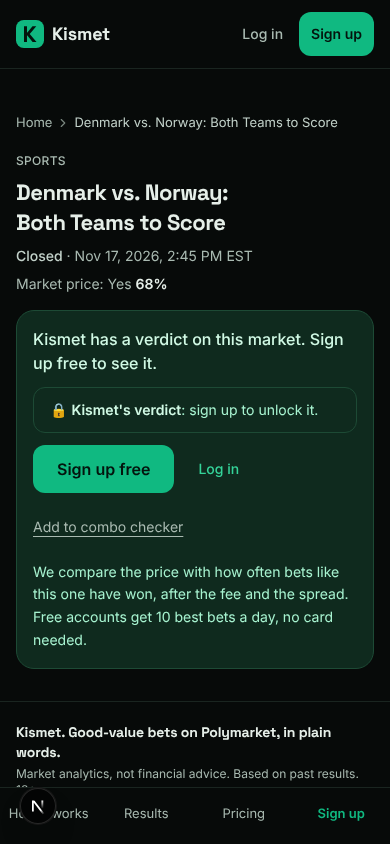 K Kismet
Log in
Sign up
Home > Denmark vs. Norway: Both Teams to Score
SPORTS
Denmark vs. Norway:
Both Teams to Score
Closed · Nov 17, 2026, 2:45 PM EST
Market price: Yes 68%
Kismet has a verdict on this market. Sign
up free to see it.
🔒 Kismet's verdict: sign up to unlock it.
Sign up free
Log in
Add to combo checker
We compare the price with how often bets like
this one have won, after the fee and the spread.
Free accounts get 10 best bets a day, no card
needed.
Kismet. Good-value bets on Polymarket, in plain
words.
Market analytics, not financial advice. Based on past results.
N
works
Results
Pricing
Sign up